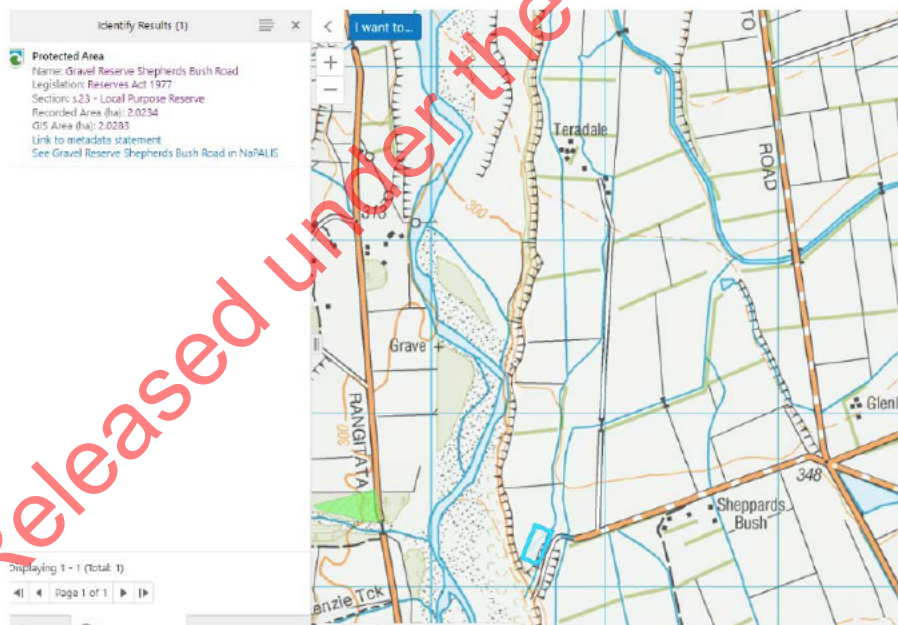 Identify Results (1)
Protected Area
Name: Gravel Reserve Shepherds Bush Road
Legislation: Reserves Act 1977
Section: s.23 - Local Purpose Reserve
Recorded Area (ha): 2.0234
GIS Area (ha): 2.0283
Link to metadata statement
See Gravel Reserve Shepherds Bush Road in NaPALIS
Displaying 1 - 1 (Total: 1)
Page 1 of 1
I want to...
Teradale
TO
ROAD
300
315
Grave
RANGITATA
300
Glenl
348
Sheppards
Bush
enzie Tck
Released under the